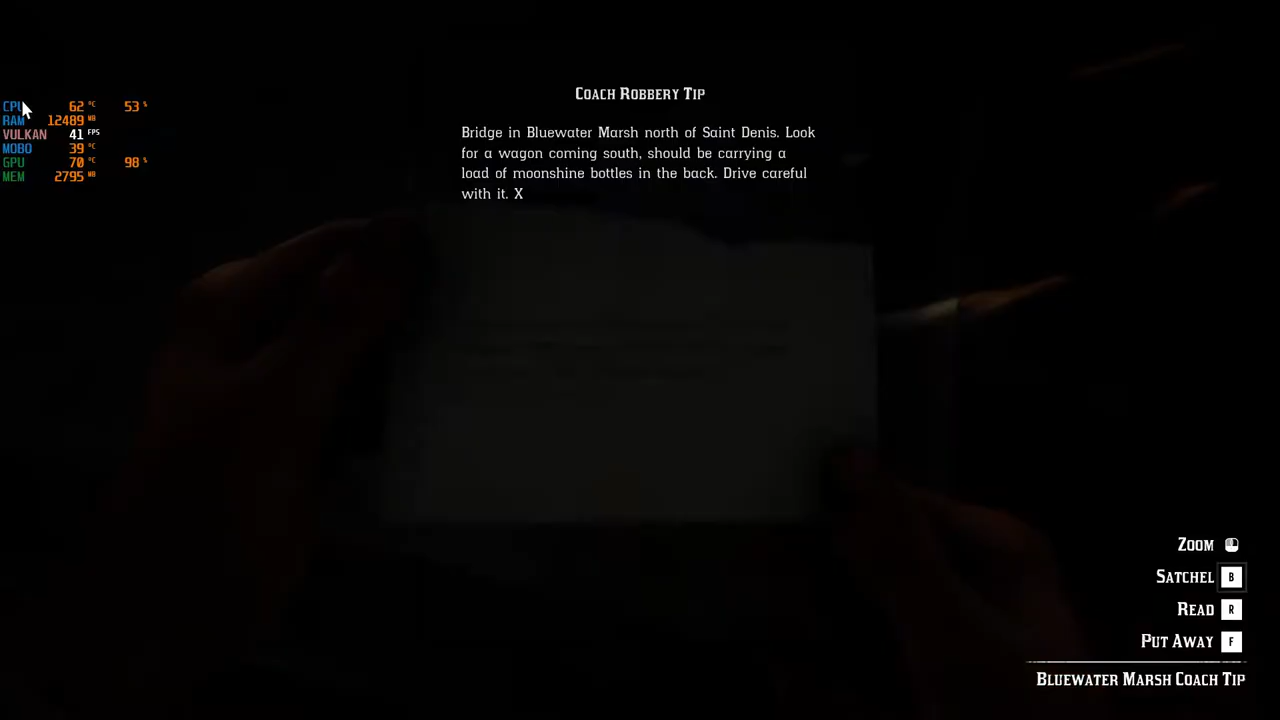 Coach Robbery Tip
Bridge in Bluewater Marsh north of Saint Denis. Look
for a wagon coming south, should be carrying a
load of moonshine bottles in the back. Drive careful
with it. X
CPU 62 °C 53 %
RAM 12489 MB
VULKAN 41 FPS
MOBO 39 °C
GPU 70 °C 98 %
MEM 2795 MB
Zoom
Satchel B
Read R
Put Away F
Bluewater Marsh Coach Tip